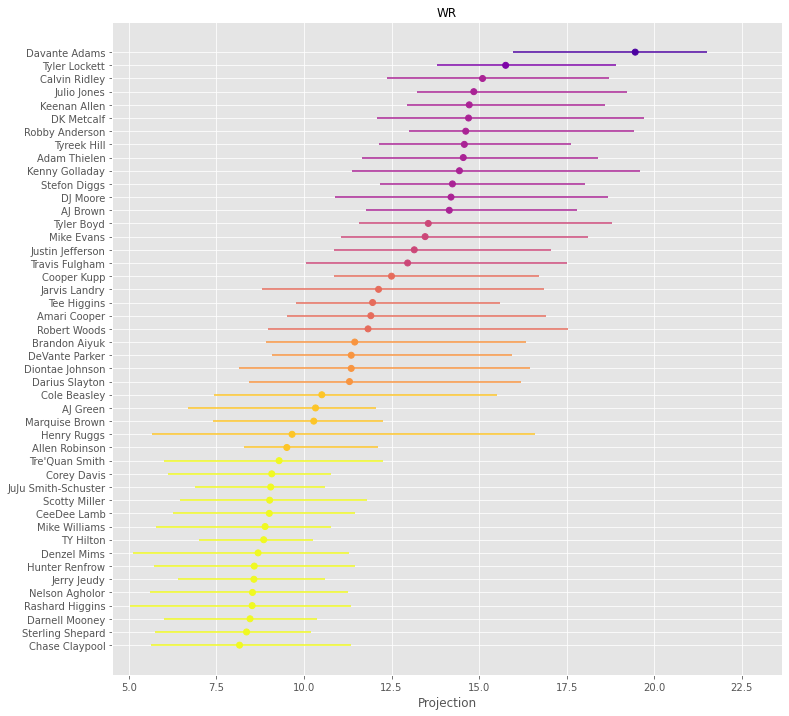 WR
Davante Adams
Tyler Lockett
Calvin Ridley
Julio Jones
Keenan Allen
DK Metcalf
Robby Anderson
Tyreek Hill
Adam Thielen
Kenny Golladay
Stefon Diggs
DJ Moore
AJ Brown
Tyler Boyd
Mike Evans
Justin Jefferson
Travis Fulgham
Cooper Kupp
Jarvis Landry
Tee Higgins
Amari Cooper
Robert Woods
Brandon Aiyuk
DeVante Parker
Diontae Johnson
Darius Slayton
Cole Beasley
AJ Green
Marquise Brown
Henry Ruggs
Allen Robinson
Tre'Quan Smith
Corey Davis
JuJu Smith-Schuster
Scotty Miller
CeeDee Lamb
Mike Williams
TY Hilton
Denzel Mims
Hunter Renfrow
Jerry Jeudy
Nelson Agholor
Rashard Higgins
Darnell Mooney
Sterling Shepard
Chase Claypool
5.0 7.5 10.0 12.5 15.0 17.5 20.0 22.5
Projection